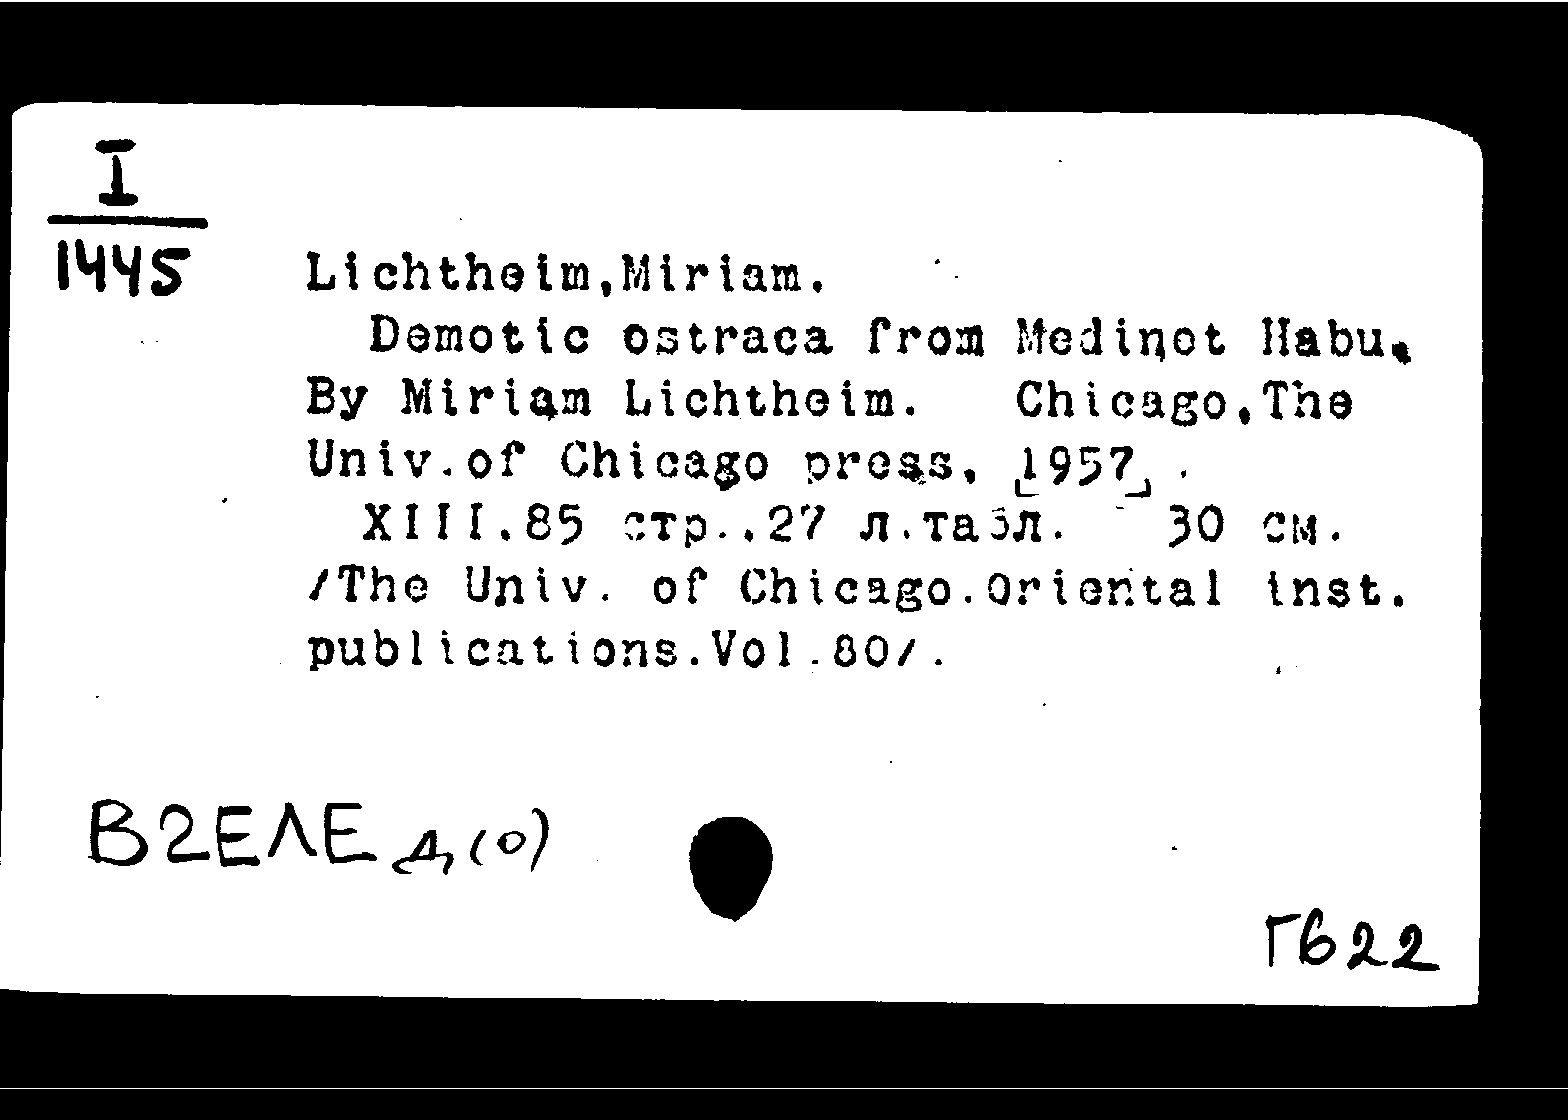 I
1445
Lichtheim,Miriam.
Demotic ostraca from Medinet Habu.
By Miriam Lichtheim. Chicago,The
Univ.of Chicago press, [1957] .
XIII.85 стр..27 л.табл. 30 см.
/The Univ. of Chicago.Oriental inst.
publications.Vol.80/.
В2ЕЛЕ д(о)
Г622